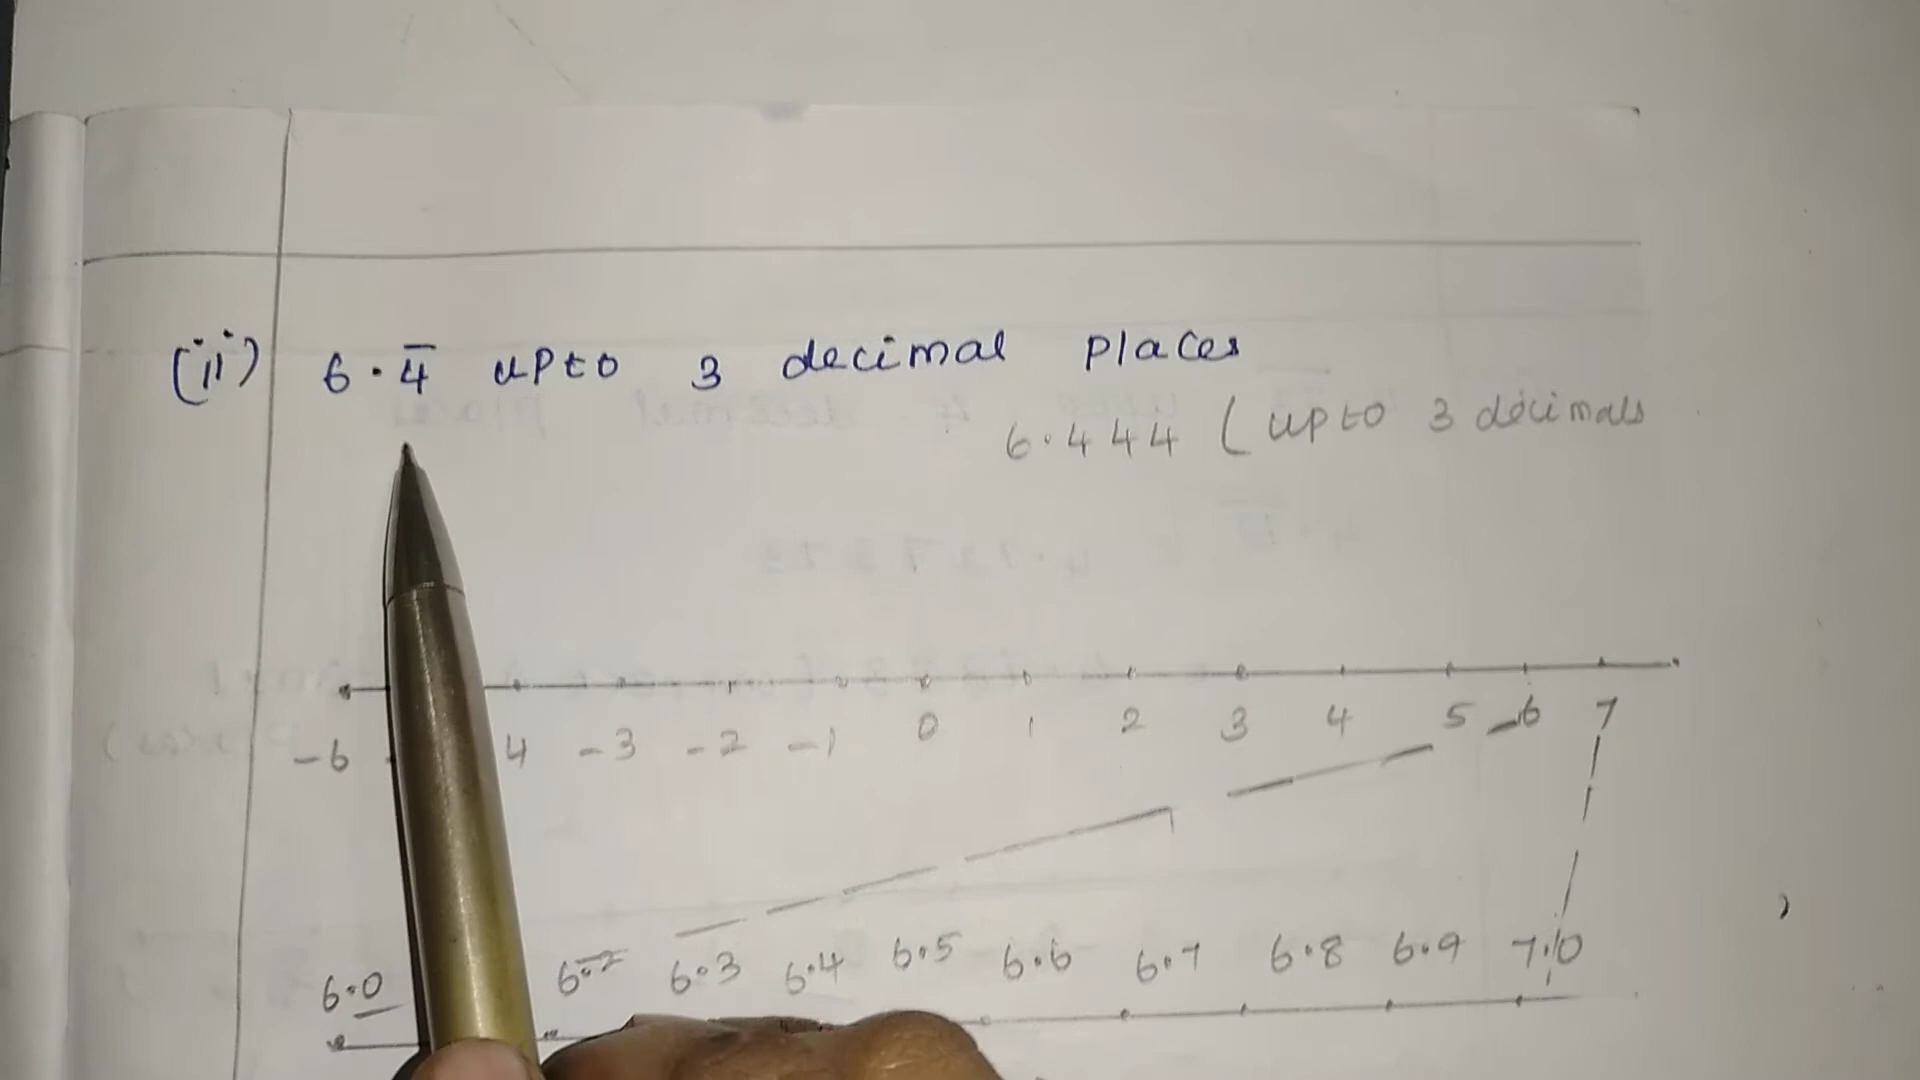 (ii) 6.4̅ upto 3 decimal places
6.444 (upto 3 decimals
-6 4 -3 -2 -1 0 1 2 3 4 5 6 7
6.0 6.2 6.3 6.4 6.5 6.6 6.7 6.8 6.9 7.0